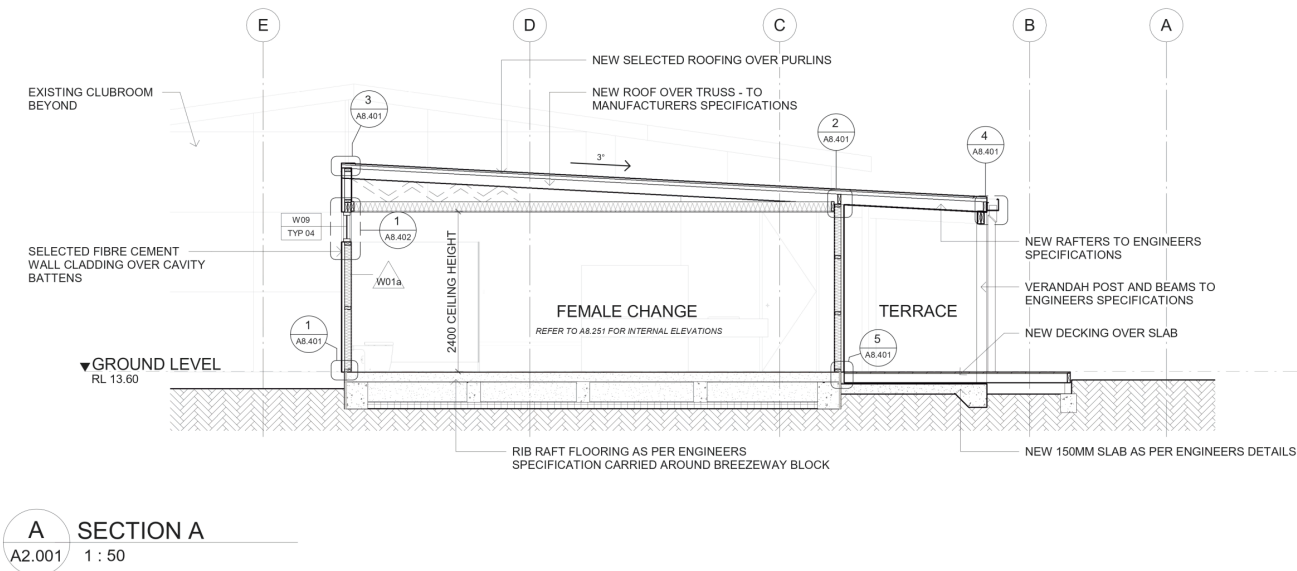 E
D
C
B
A
NEW SELECTED ROOFING OVER PURLINS
EXISTING CLUBROOM
BEYOND
NEW ROOF OVER TRUSS - TO
MANUFACTURERS SPECIFICATIONS
3
A8.401
2
A8.401
4
A8.401
3°
W09
TYP 04
1
A8.402
SELECTED FIBRE CEMENT
WALL CLADDING OVER CAVITY
BATTENS
W01a
2400 CEILING HEIGHT
NEW RAFTERS TO ENGINEERS
SPECIFICATIONS
VERANDAH POST AND BEAMS TO
ENGINEERS SPECIFICATIONS
FEMALE CHANGE
REFER TO A8.251 FOR INTERNAL ELEVATIONS
TERRACE
NEW DECKING OVER SLAB
1
A8.401
5
A8.401
GROUND LEVEL
RL 13.60
RIB RAFT FLOORING AS PER ENGINEERS
SPECIFICATION CARRIED AROUND BREEZEWAY BLOCK
NEW 150MM SLAB AS PER ENGINEERS DETAILS
A
A2.001
SECTION A
1 : 50